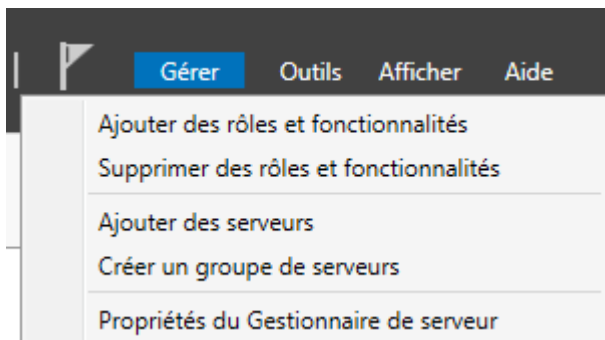 Gérer Outils Afficher Aide
Ajouter des rôles et fonctionnalités
Supprimer des rôles et fonctionnalités
Ajouter des serveurs
Créer un groupe de serveurs
Propriétés du Gestionnaire de serveur